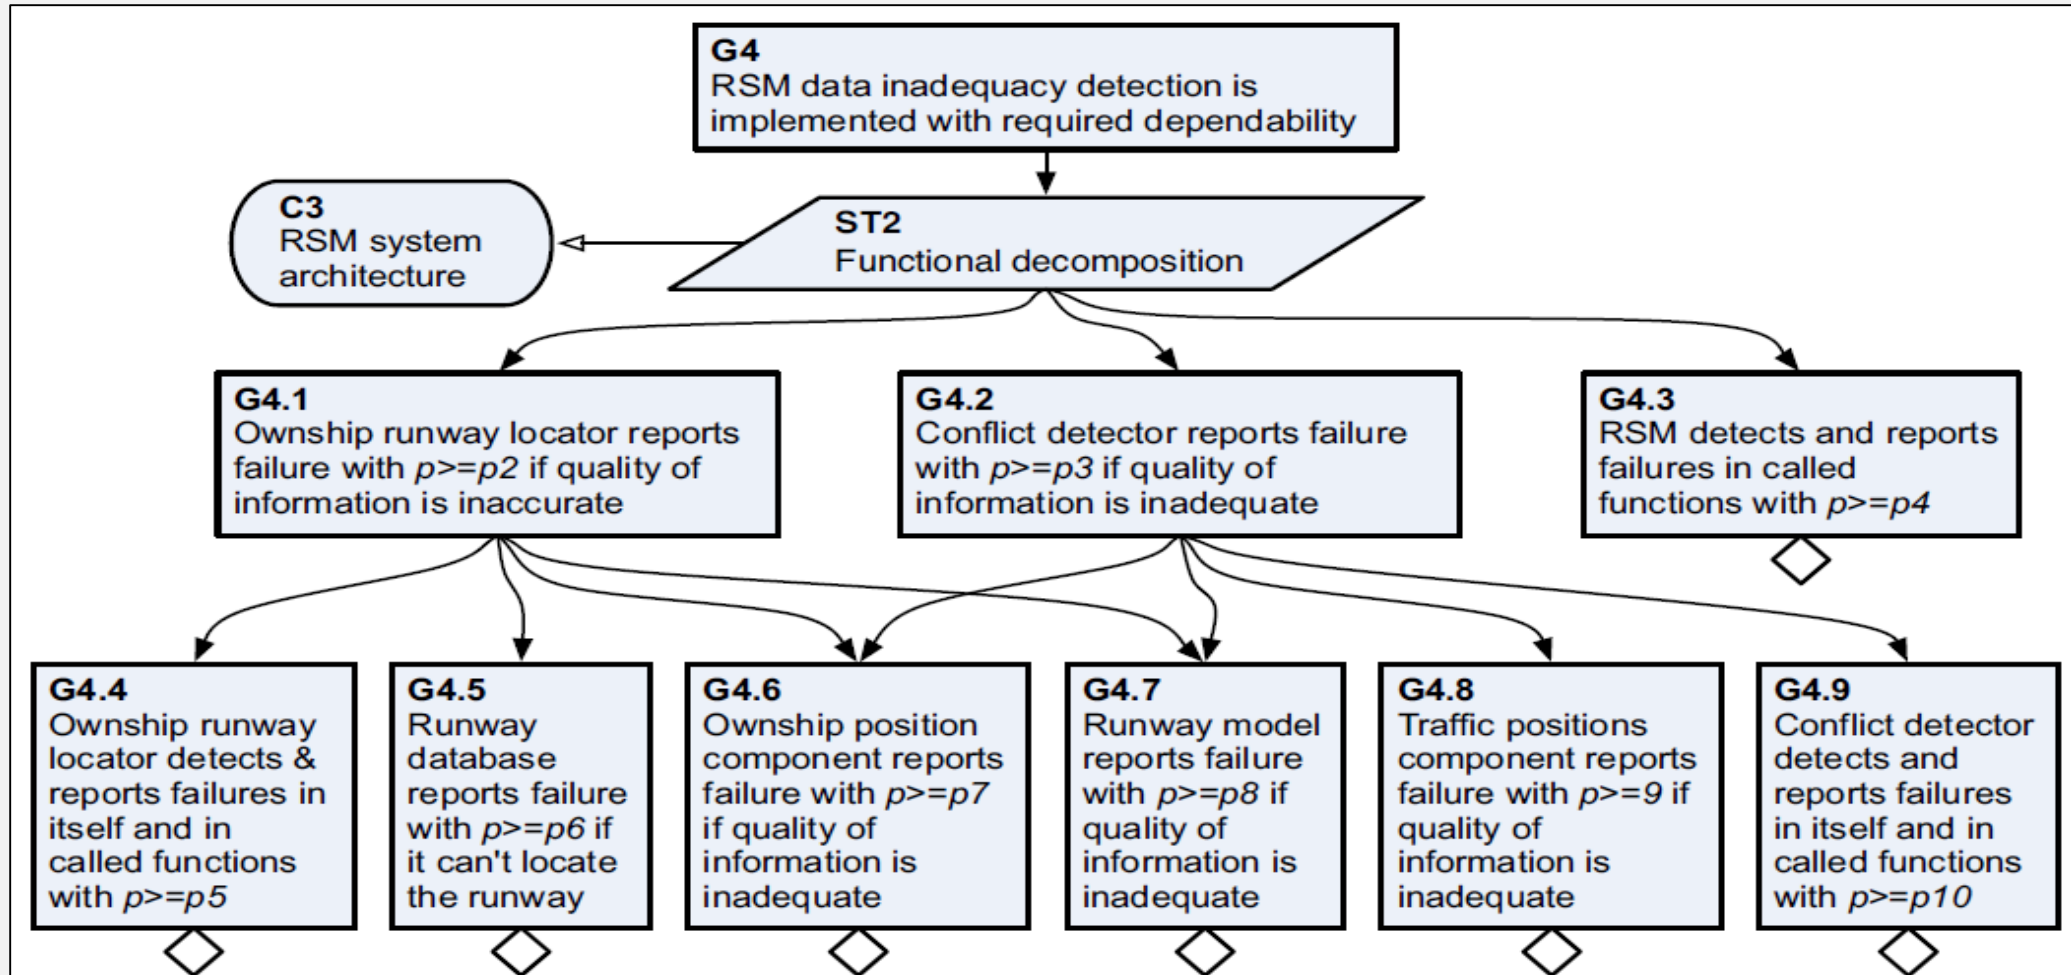 G4
RSM data inadequacy detection is
implemented with required dependability
C3
RSM system
architecture
ST2
Functional decomposition
G4.1
Ownship runway locator reports
failure with p>=p2 if quality of
information is inaccurate
G4.2
Conflict detector reports failure
with p>=p3 if quality of
information is inadequate
G4.3
RSM detects and reports
failures in called
functions with p>=p4
G4.4
Ownship runway
locator detects &
reports failures in
itself and in
called functions
with p>=p5
G4.5
Runway
database
reports failure
with p>=p6 if
it can't locate
the runway
G4.6
Ownship position
component reports
failure with p>=p7
if quality of
information is
inadequate
G4.7
Runway model
reports failure
with p>=p8 if
quality of
information is
inadequate
G4.8
Traffic positions
component reports
failure with p>=9 if
quality of
information is
inadequate
G4.9
Conflict detector
detects and
reports failures
in itself and in
called functions
with p>=p10